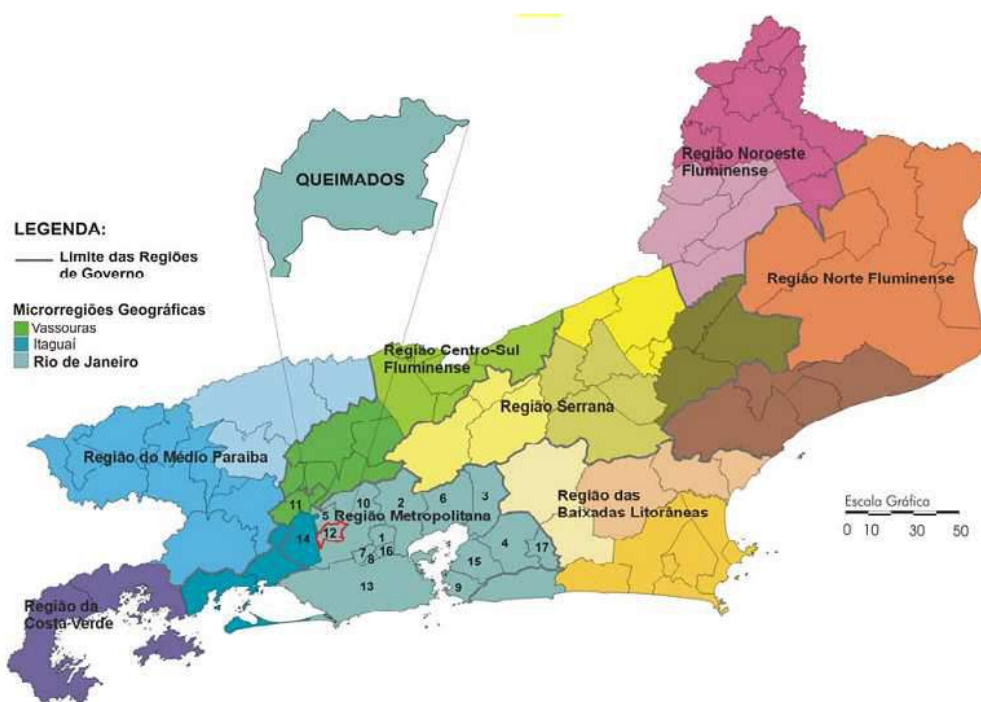 QUEIMADOS
LEGENDA:
Limite das Regiões
de Governo
Microrregiões Geográficas
Vassouras
Itaguaí
Rio de Janeiro
Região Noroeste
Fluminense
Região Norte Fluminense
Região Centro-Sul
Fluminense
Região Serrana
Região do Médio Paraiba
Região das
Baixadas Litorâneas
Região Metropolitana
Região da
Costa-Verde
11
10
2
6
3
5
12
14
1
7
8
16
4
17
15
13
9
Escala Gráfica
0 10 30 50